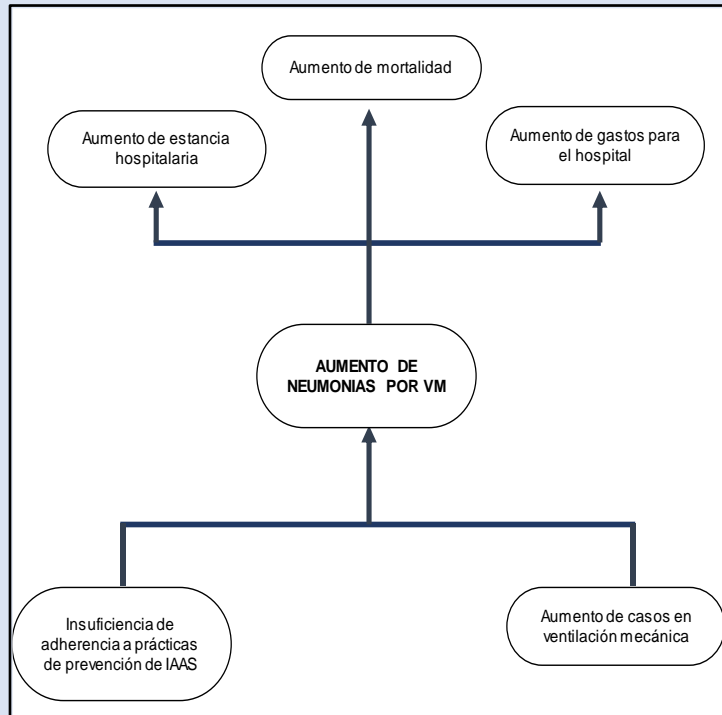 Aumento de mortalidad
Aumento de estancia
hospitalaria
Aumento de gastos para
el hospital
AUMENTO DE
NEUMONIAS POR VM
Insuficiencia de
adherencia a prácticas
de prevención de IAAS
Aumento de casos en
ventilación mecánica